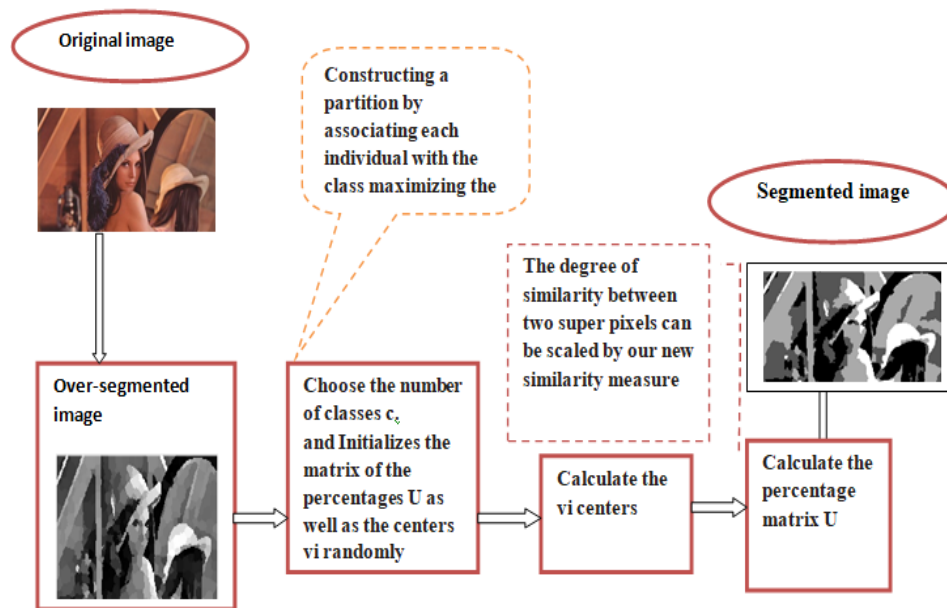 Original image
Constructing a
partition by
associating each
individual with the
class maximizing the
Segmented image
The degree of
similarity between
two super pixels can
be scaled by our new
similarity measure
Over-segmented
image
Choose the number
of classes c,
and Initializes the
matrix of the
percentages U as
well as the centers
vi randomly
Calculate the
vi centers
Calculate the
percentage
matrix U